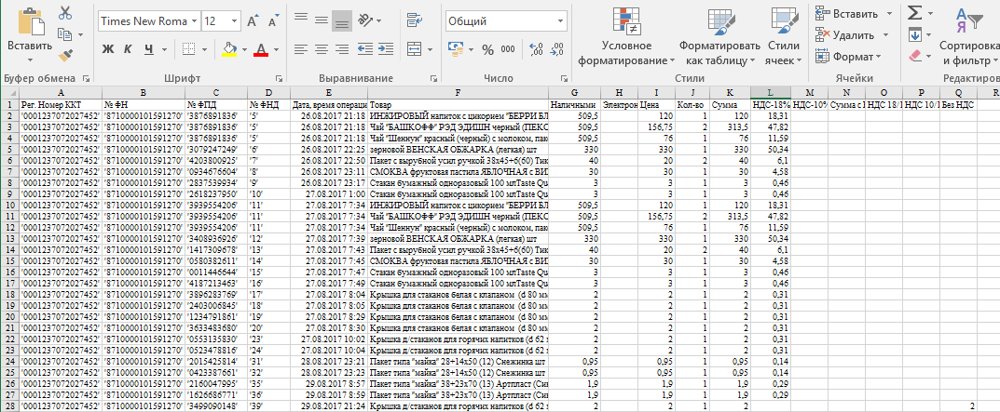 Times New Roma 12 Общий
Вставить Ж К Ч % 000 Условное форматирование Форматировать как таблицу Стили ячеек Вставить Удалить Формат Сортировка и фильтр
Буфер обмена Шрифт Выравнивание Число Стили Ячейки Редактиро
A B C D E F G H I J K L M N O P Q R
1 Рег. Номер ККТ № ФН № ФПД № ФНД Дата, время операци Товар Наличными Электрон Цена Кол-во Сумма НДС-18% НДС-10% Сумма с НДС 18/1 НДС 10/1 Без НДС
2 '0001237072027452' '8710000101591270' '3876891836' '5' 26.08.2017 21:18 ИНЖИРОВЫЙ напиток с цикорием "БЕРРИ БЛ 509,5 120 1 120 18,31
3 '0001237072027452' '8710000101591270' '3876891836' '5' 26.08.2017 21:18 Чай "БАШКОФФ" РЭД ЭДИШН черный (ПЕКО 509,5 156,75 2 313,5 47,82
4 '0001237072027452' '8710000101591270' '3876891836' '5' 26.08.2017 21:18 Чай "Шеннун" красный (черный) с молоком, паке 509,5 76 1 76 11,59
5 '0001237072027452' '8710000101591270' '3079247249' '6' 26.08.2017 22:25 зерновой ВЕНСКАЯ ОБЖАРКА (легкая) шт 330 330 1 330 50,34
6 '0001237072027452' '8710000101591270' '4203800925' '7' 26.08.2017 22:50 Пакет с вырубной усил ручкой 38х45+6(60) Тик 40 20 2 40 6,1
7 '0001237072027452' '8710000101591270' '0934676604' '8' 26.08.2017 23:11 СМОКВА фруктовая пастила ЯБЛОЧНАЯ с ВИ 30 30 1 30 4,58
8 '0001237072027452' '8710000101591270' '2837539934' '9' 26.08.2017 23:17 Стакан бумажный одноразовый 100 млTaste Qu 3 3 1 3 0,46
9 '0001237072027452' '8710000101591270' '2618237950' '10' 27.08.2017 1:00 Стакан бумажный одноразовый 100 млTaste Qu 3 3 1 3 0,46
10 '0001237072027452' '8710000101591270' '3939554206' '11' 27.08.2017 7:34 ИНЖИРОВЫЙ напиток с цикорием "БЕРРИ БЛ 509,5 120 1 120 18,31
11 '0001237072027452' '8710000101591270' '3939554206' '11' 27.08.2017 7:34 Чай "БАШКОФФ" РЭД ЭДИШН черный (ПЕКО 509,5 156,75 2 313,5 47,82
12 '0001237072027452' '8710000101591270' '3939554206' '11' 27.08.2017 7:34 Чай "Шеннун" красный (черный) с молоком, паке 509,5 76 1 76 11,59
13 '0001237072027452' '8710000101591270' '3408936926' '12' 27.08.2017 7:39 зерновой ВЕНСКАЯ ОБЖАРКА (легкая) шт 330 330 1 330 50,34
14 '0001237072027452' '8710000101591270' '1417309678' '13' 27.08.2017 7:43 Пакет с вырубной усил ручкой 38х45+6(60) Тик 40 20 2 40 6,1
15 '0001237072027452' '8710000101591270' '0580382611' '14' 27.08.2017 7:45 СМОКВА фруктовая пастила ЯБЛОЧНАЯ с ВИ 30 30 1 30 4,58
16 '0001237072027452' '8710000101591270' '0011446644' '15' 27.08.2017 7:47 Стакан бумажный одноразовый 100 млTaste Qu 3 3 1 3 0,46
17 '0001237072027452' '8710000101591270' '4187213463' '16' 27.08.2017 7:49 Стакан бумажный одноразовый 100 млTaste Qu 3 3 1 3 0,46
18 '0001237072027452' '8710000101591270' '3896283769' '17' 27.08.2017 8:04 Крышка для стаканов белая с клапаном (d 80 мм 2 2 1 2 0,31
19 '0001237072027452' '8710000101591270' '2403006845' '18' 27.08.2017 8:05 Крышка для стаканов белая с клапаном (d 80 мм 2 2 1 2 0,31
20 '0001237072027452' '8710000101591270' '1234791861' '19' 27.08.2017 8:29 Крышка для стаканов белая с клапаном (d 80 мм 2 2 1 2 0,31
21 '0001237072027452' '8710000101591270' '3633483680' '20' 27.08.2017 8:30 Крышка для стаканов белая с клапаном (d 80 мм 2 2 1 2 0,31
22 '0001237072027452' '8710000101591270' '0553135830' '23' 27.08.2017 10:02 Крышка д/стаканов для горячих напитков (d 62 м 2 2 1 2 0,31
23 '0001237072027452' '8710000101591270' '0523478816' '24' 27.08.2017 10:04 Крышка д/стаканов для горячих напитков (d 62 м 2 2 1 2 0,31
24 '0001237072027452' '8710000101591270' '2015425814' '31' 28.08.2017 23:21 Пакет типа "майка" 28+14х50 (12) Снежинка шт 0,95 0,95 1 0,95 0,14
25 '0001237072027452' '8710000101591270' '0423387661' '32' 28.08.2017 23:23 Пакет типа "майка" 28+14х50 (12) Снежинка шт 0,95 0,95 1 0,95 0,14
26 '0001237072027452' '8710000101591270' '2160047995' '35' 29.08.2017 8:57 Пакет типа "майка" 38+23х70 (13) Артпласт (Син 1,9 1,9 1 1,9 0,29
27 '0001237072027452' '8710000101591270' '1626686771' '36' 29.08.2017 8:59 Пакет типа "майка" 38+23х70 (13) Артпласт (Син 1,9 1,9 1 1,9 0,29
28 '0001237072027452' '8710000101591270' '3499090148' '39' 29.08.2017 21:24 Крышка д/стаканов для горячих напитков (d 62 м 2 2 1 2 2